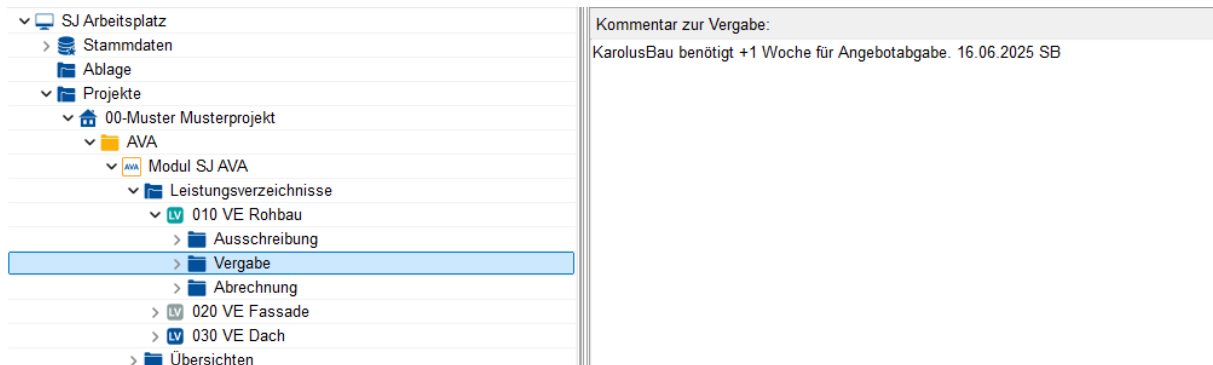 SJ Arbeitsplatz
Stammdaten
Ablage
Projekte
00-Muster Musterprojekt
AVA
AVA Modul SJ AVA
Leistungsverzeichnisse
LV 010 VE Rohbau
Ausschreibung
Vergabe
Abrechnung
LV 020 VE Fassade
LV 030 VE Dach
Übersichten
Kommentar zur Vergabe:
KarolusBau benötigt +1 Woche für Angebotabgabe. 16.06.2025 SB